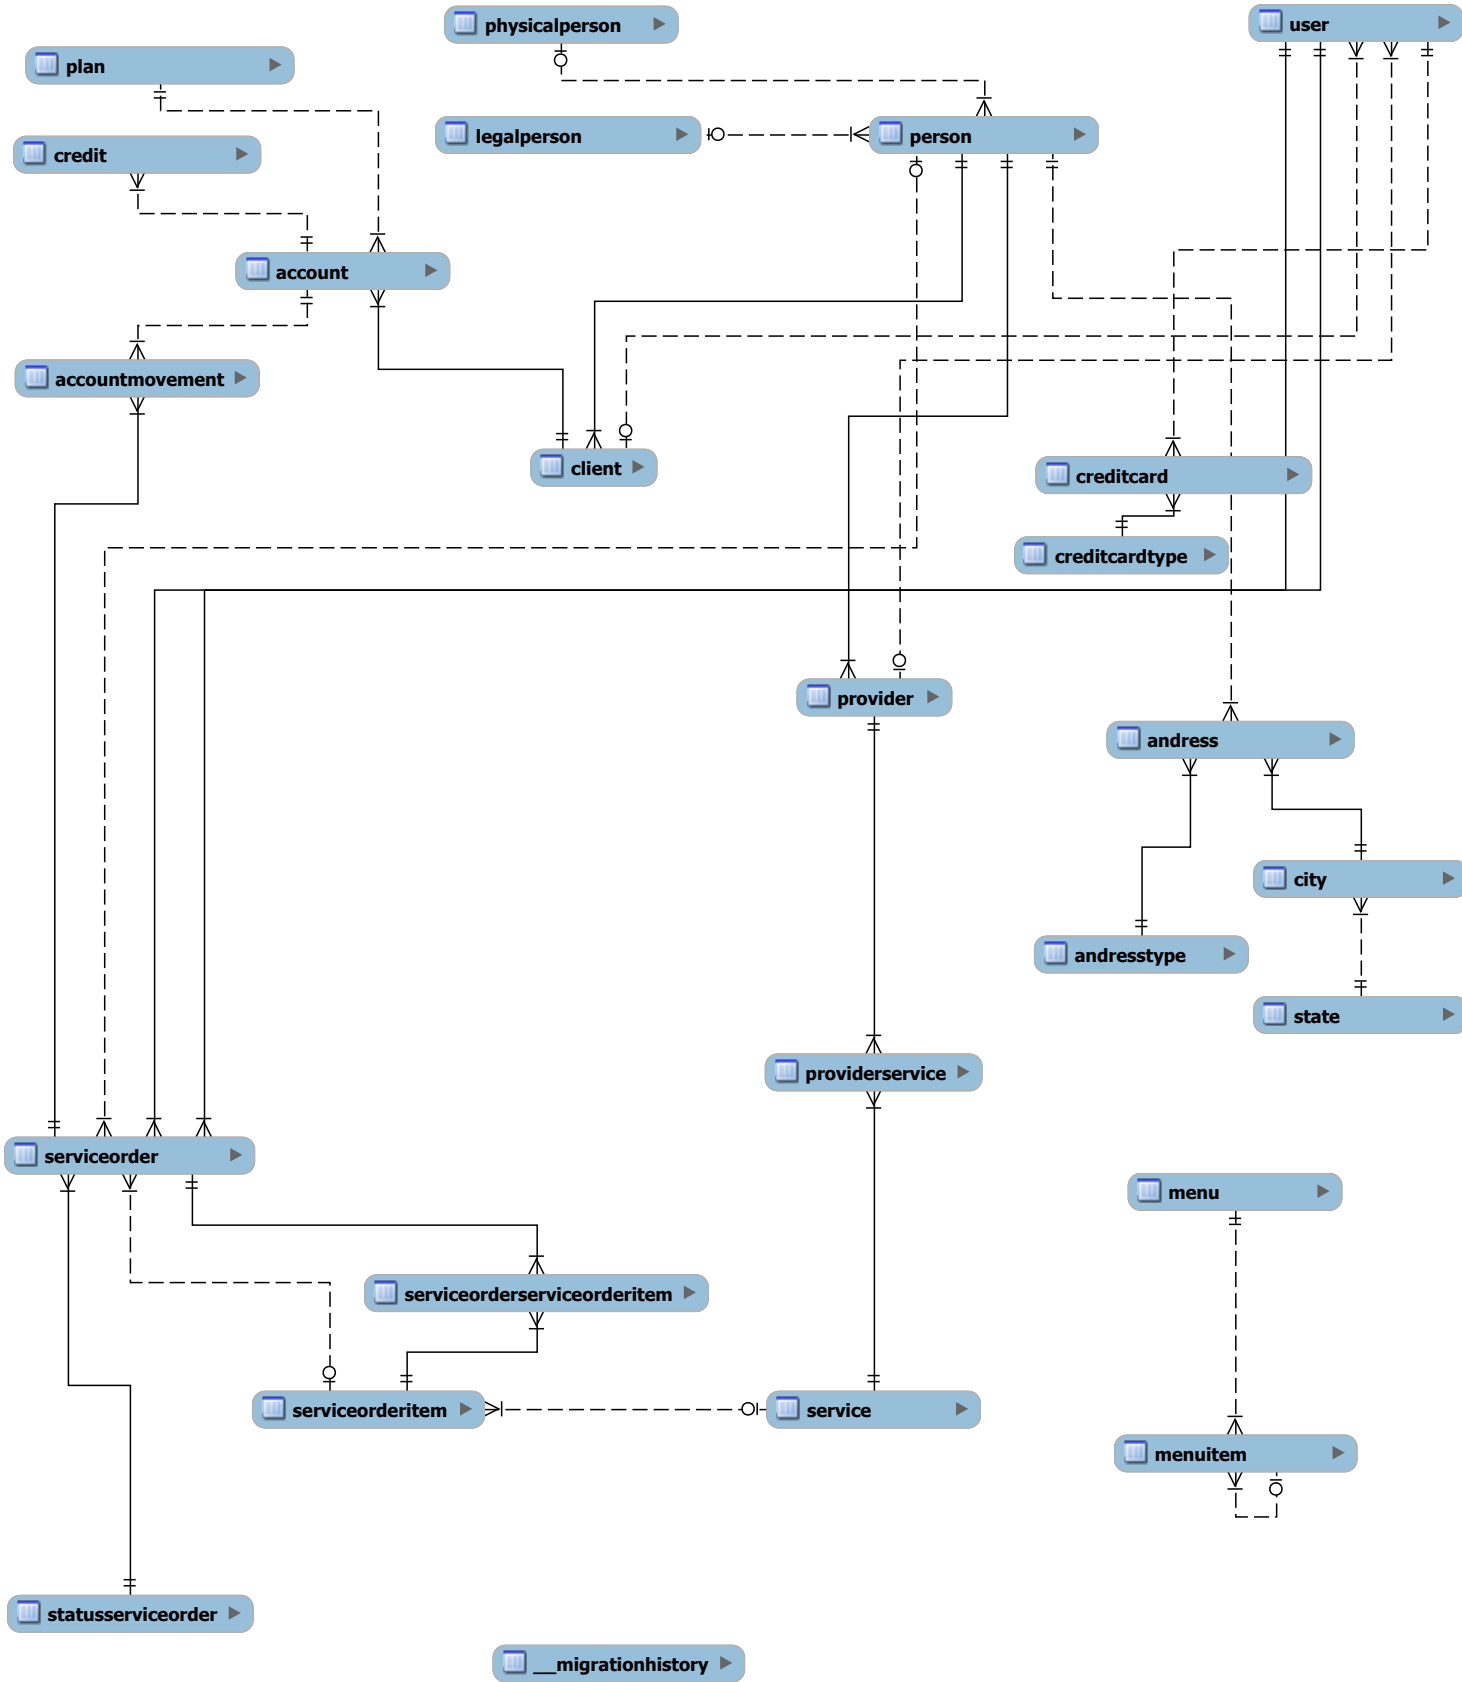 physicalperson
user
plan
legalperson
person
credit
account
accountmovement
client
creditcard
creditcardtype
provider
andress
city
andresstype
state
providerservice
serviceorder
menu
serviceorderserviceorderitem
serviceorderitem
service
menuitem
statusserviceorder
__migrationhistory